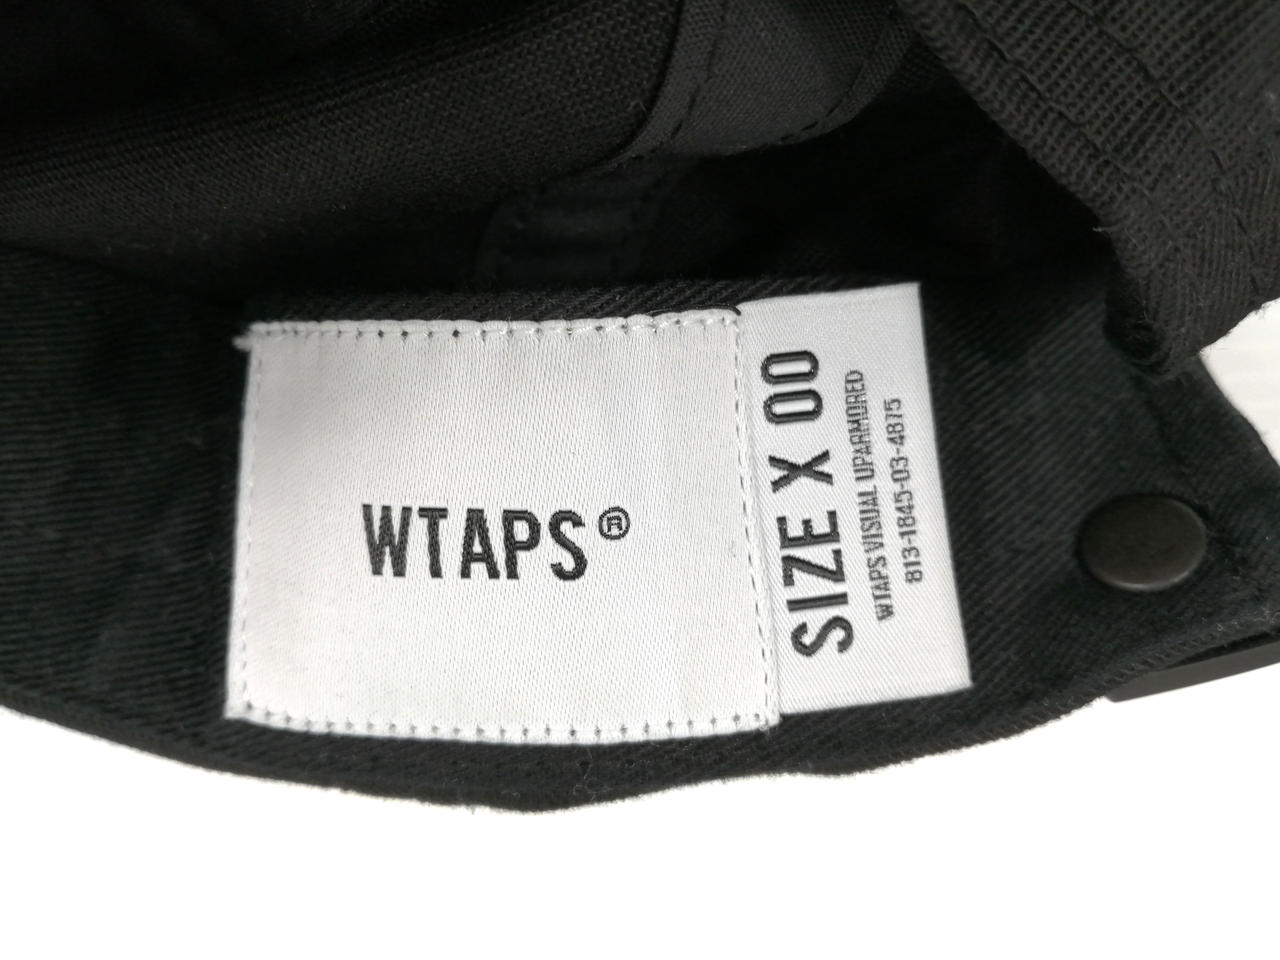 WTAPS®
SIZE X 00
WTAPS VISUAL UPARMORED
813-1845-03-4875